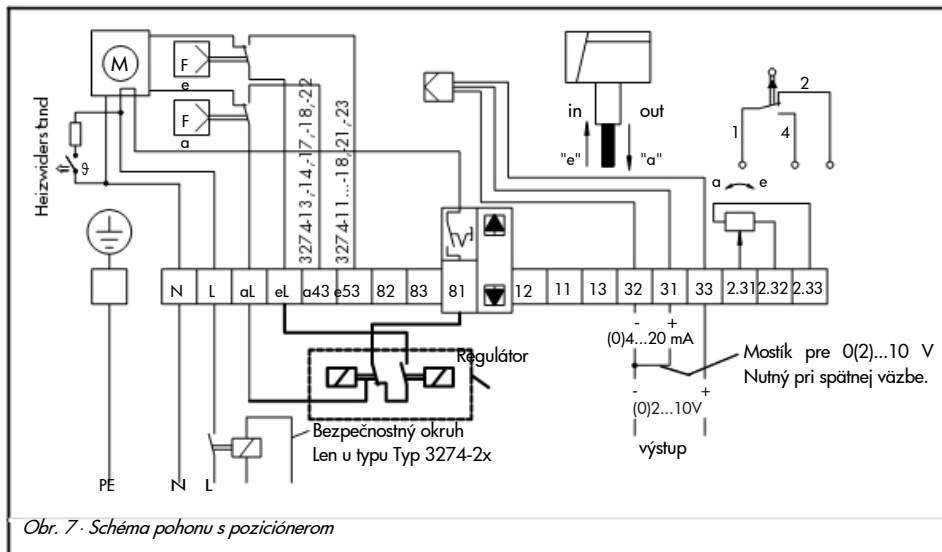 M
F
e
F
a
Heizwiderstand
ϑ
3274-13,-14,-17,-18,-22
3274-11...-18,-21,-23
in
out
"e"
"a"
1
2
4
a
e
N
L
aL
eL
a43
e53
82
83
81
12
11
13
32
31
33
2.31
2.32
2.33
- +
(0)4...20 mA
Mostík pre 0(2)...10 V
Nutný pri spätnej väzbe.
- +
(0)2...10V
výstup
Regulátor
Bezpečnostný okruh
Len u typu Typ 3274-2x
PE
N
L
Obr. 7 · Schéma pohonu s poziciónerom